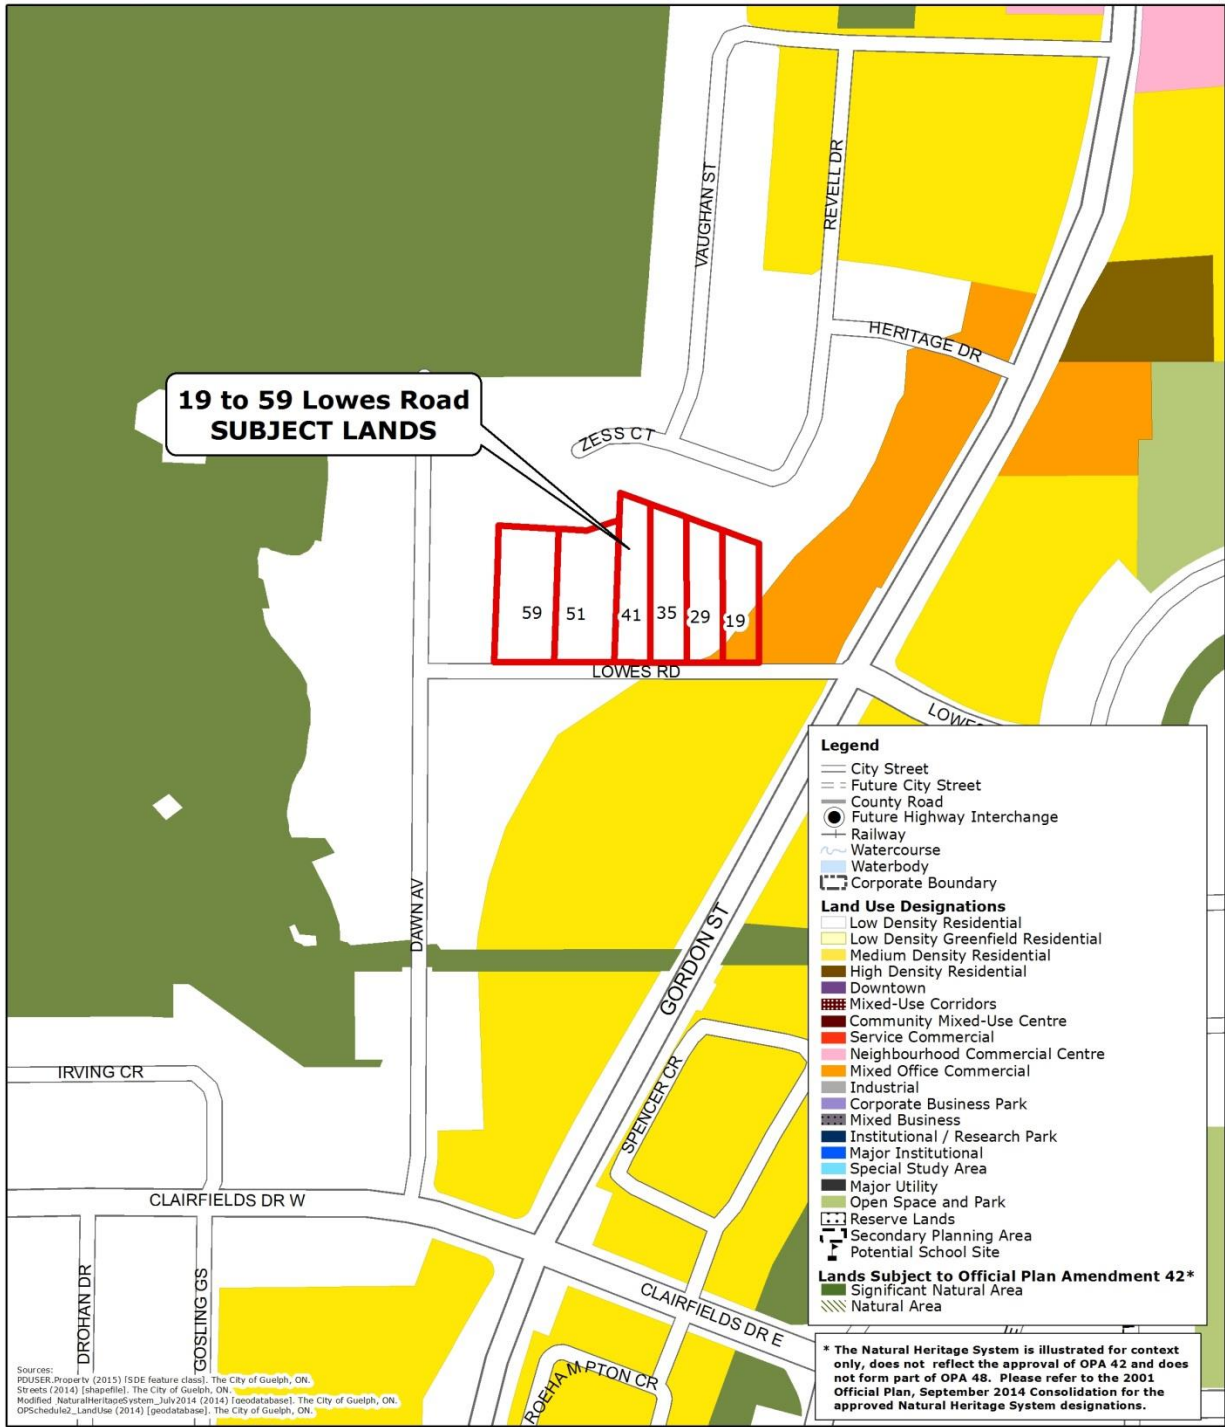 VAUGHAN ST
REVELL DR
HERITAGE DR
19 to 59 Lowes Road
SUBJECT LANDS
ZESS CT
59
51
41
35
29
19
LOWES RD
LOWES
DAWN AV
GORDON ST
SPENCER CR
IRVING CR
CLAIRFIELDS DR W
DROHAN DR
GOSLING GS
CLAIRFIELDS DR E
ROEHAMPTON CR
Legend
City Street
Future City Street
County Road
Future Highway Interchange
Railway
Watercourse
Waterbody
Corporate Boundary
Land Use Designations
Low Density Residential
Low Density Greenfield Residential
Medium Density Residential
High Density Residential
Downtown
Mixed-Use Corridors
Community Mixed-Use Centre
Service Commercial
Neighbourhood Commercial Centre
Mixed Office Commercial
Industrial
Corporate Business Park
Mixed Business
Institutional / Research Park
Major Institutional
Special Study Area
Major Utility
Open Space and Park
Reserve Lands
Secondary Planning Area
Potential School Site
Lands Subject to Official Plan Amendment 42*
Significant Natural Area
Natural Area
* The Natural Heritage System is illustrated for context
only, does not reflect the approval of OPA 42 and does
not form part of OPA 48. Please refer to the 2001
Official Plan, September 2014 Consolidation for the
approved Natural Heritage System designations.
Sources:
PDUSER.Property (2015) [SDE feature class]. The City of Guelph, ON.
Streets (2014) [shapefile]. The City of Guelph, ON.
Modified_NaturalHeritageSystem_July2014 (2014) [geodatabase]. The City of Guelph, ON.
OPSchedule2_LandUse (2014) [geodatabase]. The City of Guelph, ON.